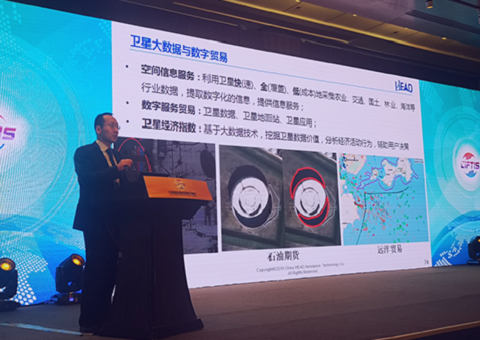 卫星大数据与数字贸易
HEAD
• 空间信息服务：利用卫星快(速)、全(覆盖)、低(成本)地采集农业、交通、国土、林业、海洋等
行业数据，提取数字化的信息，提供信息服务；
• 数字服务贸易：卫星数据、卫星地面站、卫星应用；
• 卫星经济指数：基于大数据技术，挖掘卫星数据价值，分析经济活动行为，辅助用户决策
石油期货
远洋贸易
CIFTIS
CIFTIS